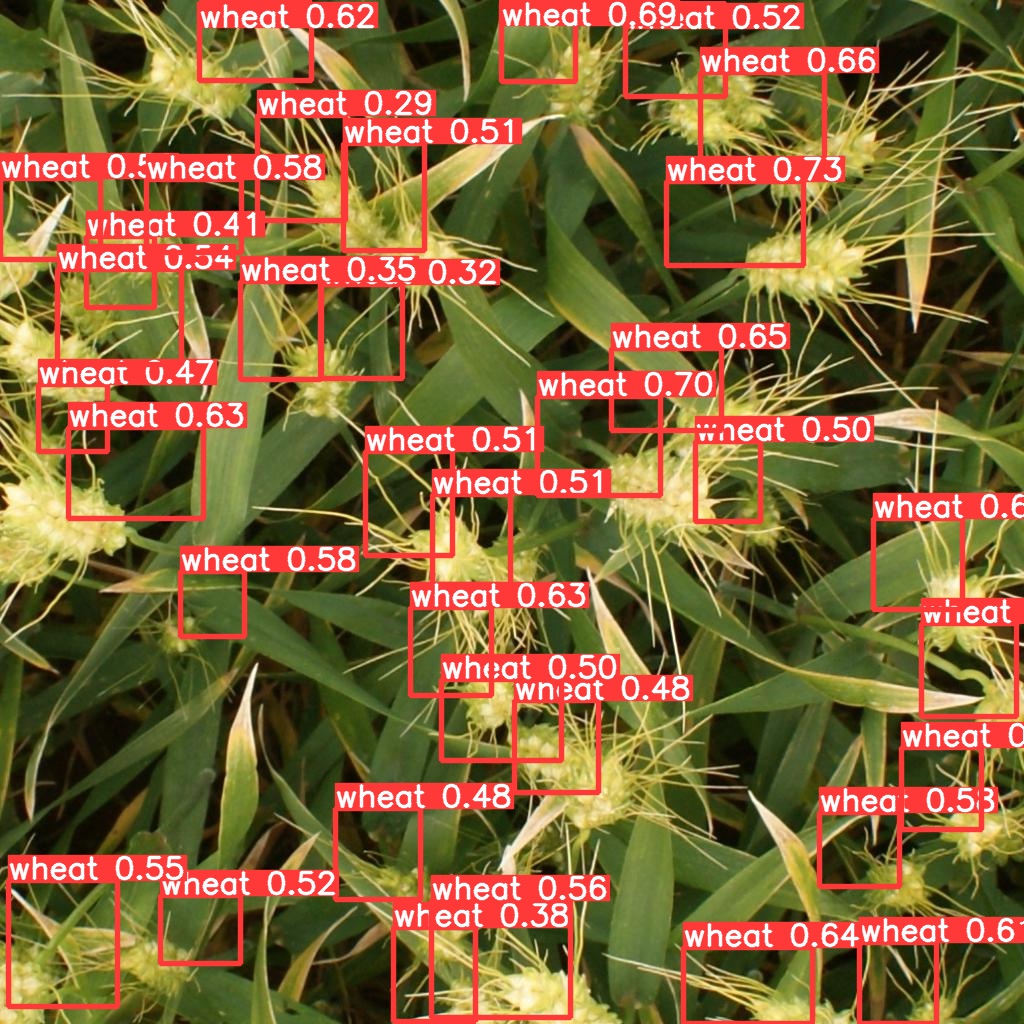 wheat 0.62
wheat 0.69
0.52
wheat 0.66
wheat 0.29
wheat 0.51
wheat
wheat 0.58
wheat 0.73
wheat 0.41
wheat 0.54
wheat 0.35
0.32
wheat 0.65
wheat 0.47
wheat 0.70
wheat 0.63
wheat 0.50
wheat 0.51
wheat 0.51
wheat
wheat 0.58
wheat 0.63
wheat
wheat 0.50
wheat 0.48
wheat
wheat 0.48
wheat 0.58
wheat 0.55
wheat 0.52
wheat 0.56
wheat 0.38
wheat 0.64
wheat 0.61